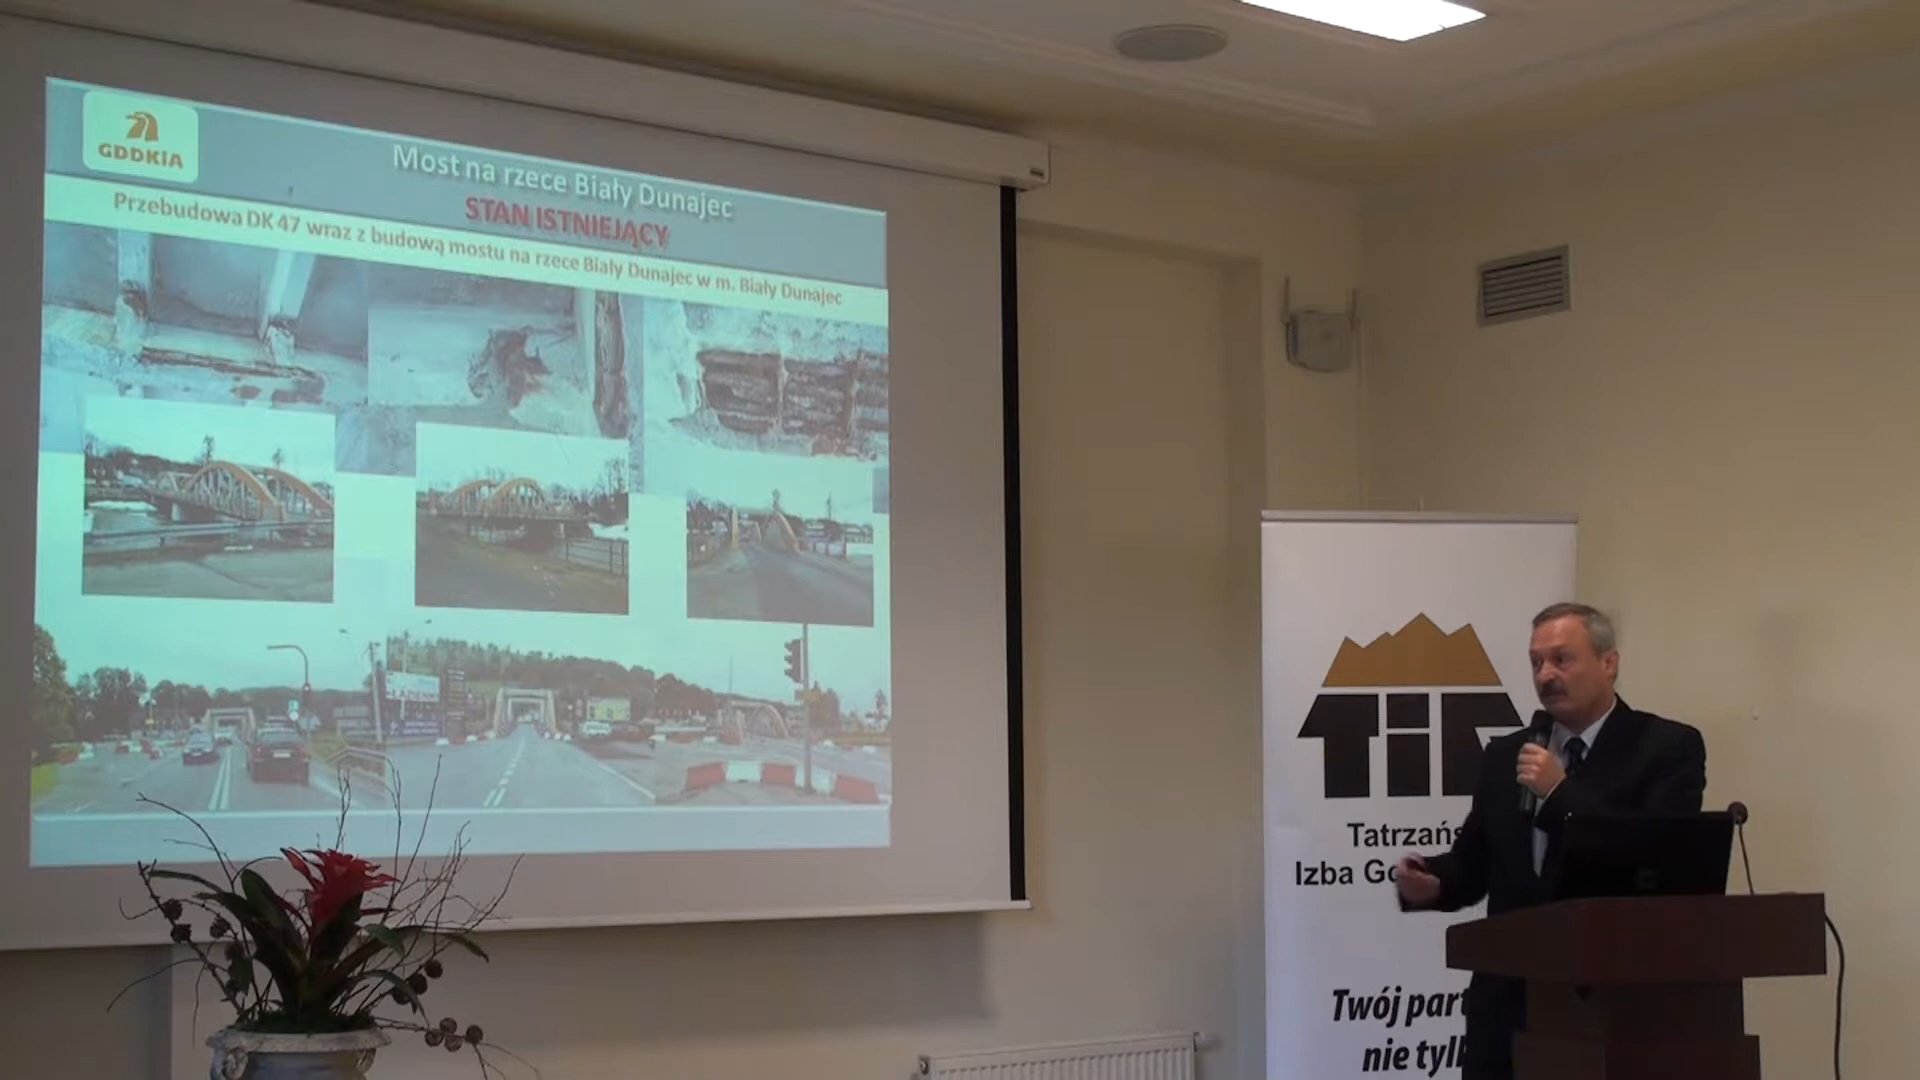 GDDKIA
Most na rzece Biały Dunajec
STAN ISTNIEJĄCY
Przebudowa DK 47 wraz z budową mostu na rzece Biały Dunajec w m. Biały Dunajec
TIG
Tatrzańs
Izba Go
Twój part
nie tyl